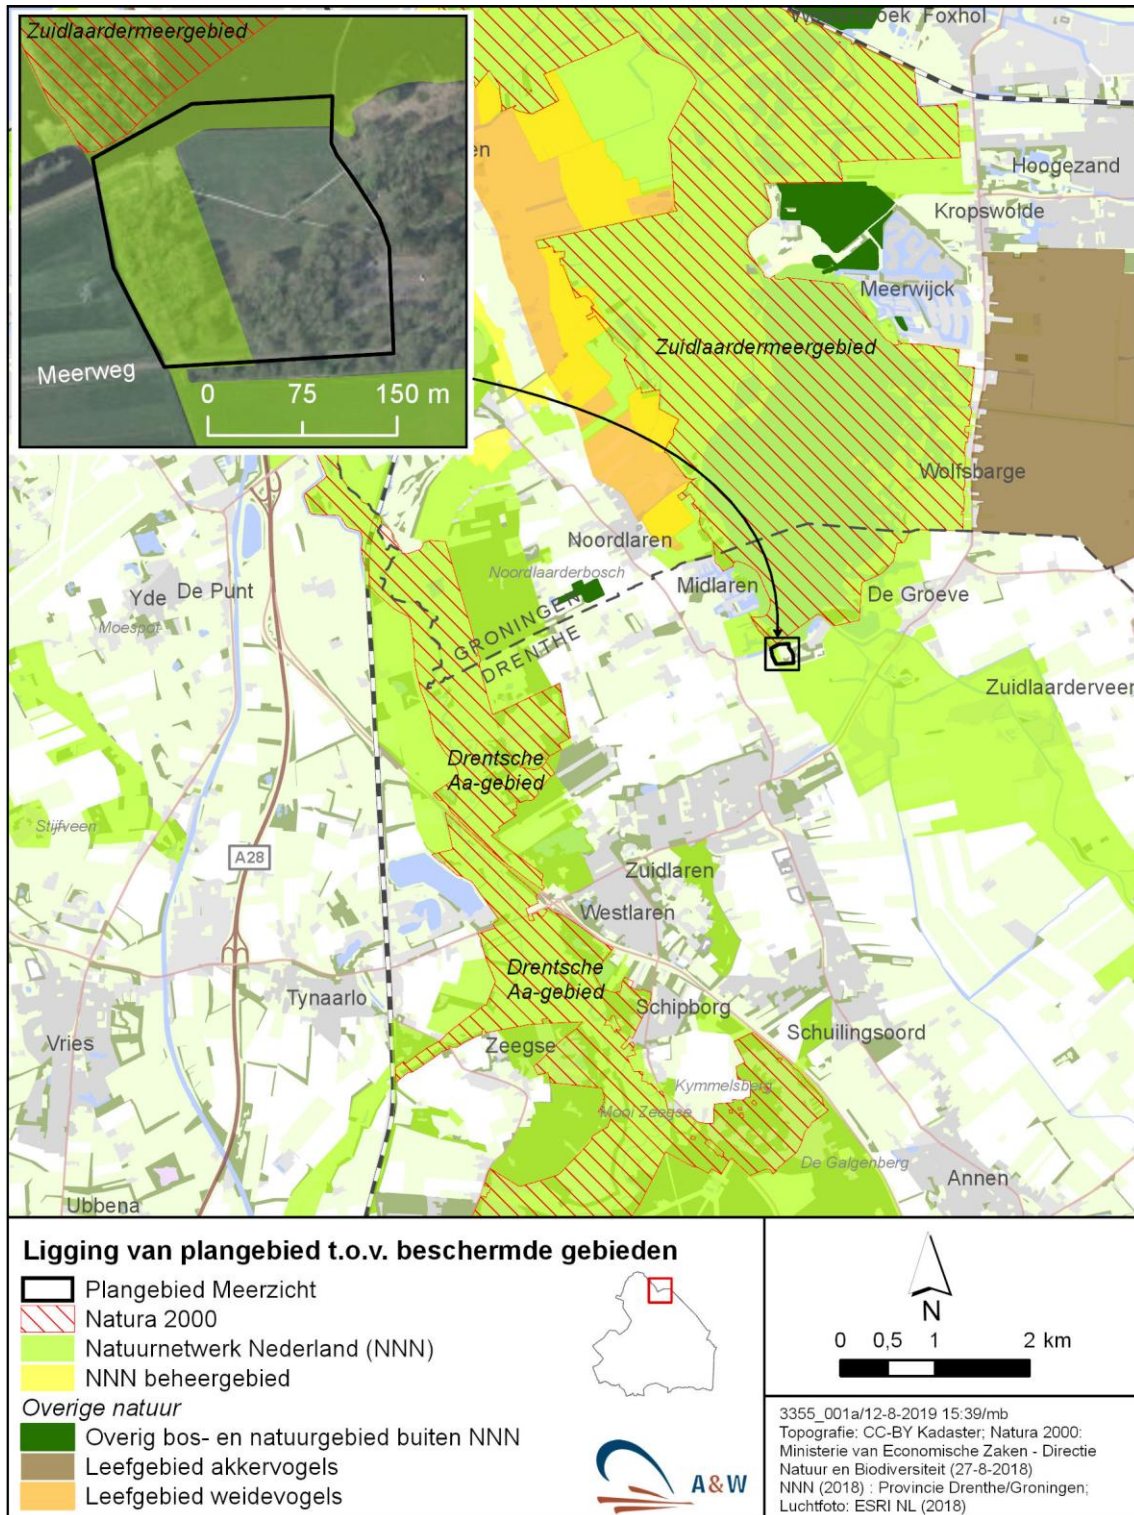 Zuidlaardermeergebied
Meerweg
0 75 150 m
Foxhol
Hoogezand
Kropswolde
Meerwijck
Zuidlaardermeergebied
Wolfsbarge
Noordlaren
Noordlaarderbosch
Midlaren
De Groeve
Yde
De Punt
Moespot
GRONINGEN
DRENTHE
Zuidlaarderveen
Drentsche
Aa-gebied
Stijfveen
A28
Zuidlaren
Westlaren
Drentsche
Aa-gebied
Tynaarlo
Schipborg
Schuilingsoord
Vries
Zeegse
Kymmelsberg
Mooi Zeegse
De Galgenberg
Annen
Ubbena
Ligging van plangebied t.o.v. beschermde gebieden
Plangebied Meerzicht
Natura 2000
Natuurnetwerk Nederland (NNN)
NNN beheergebied
Overige natuur
Overig bos- en natuurgebied buiten NNN
Leefgebied akkervogels
Leefgebied weidevogels
A&W
N
0 0,5 1 2 km
3355_001a/12-8-2019 15:39/mb
Topografie: CC-BY Kadaster; Natura 2000:
Ministerie van Economische Zaken - Directie
Natuur en Biodiversiteit (27-8-2018)
NNN (2018) : Provincie Drenthe/Groningen;
Luchtfoto: ESRI NL (2018)